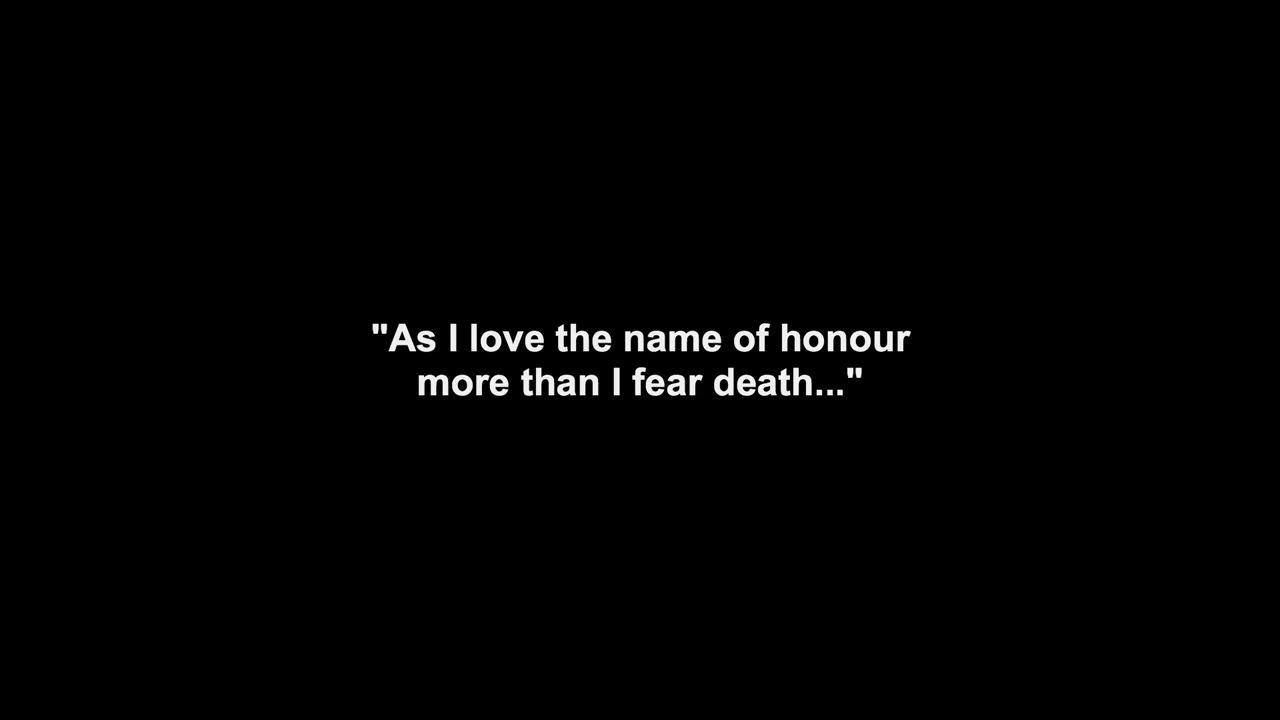 "As I love the name of honour
more than I fear death..."